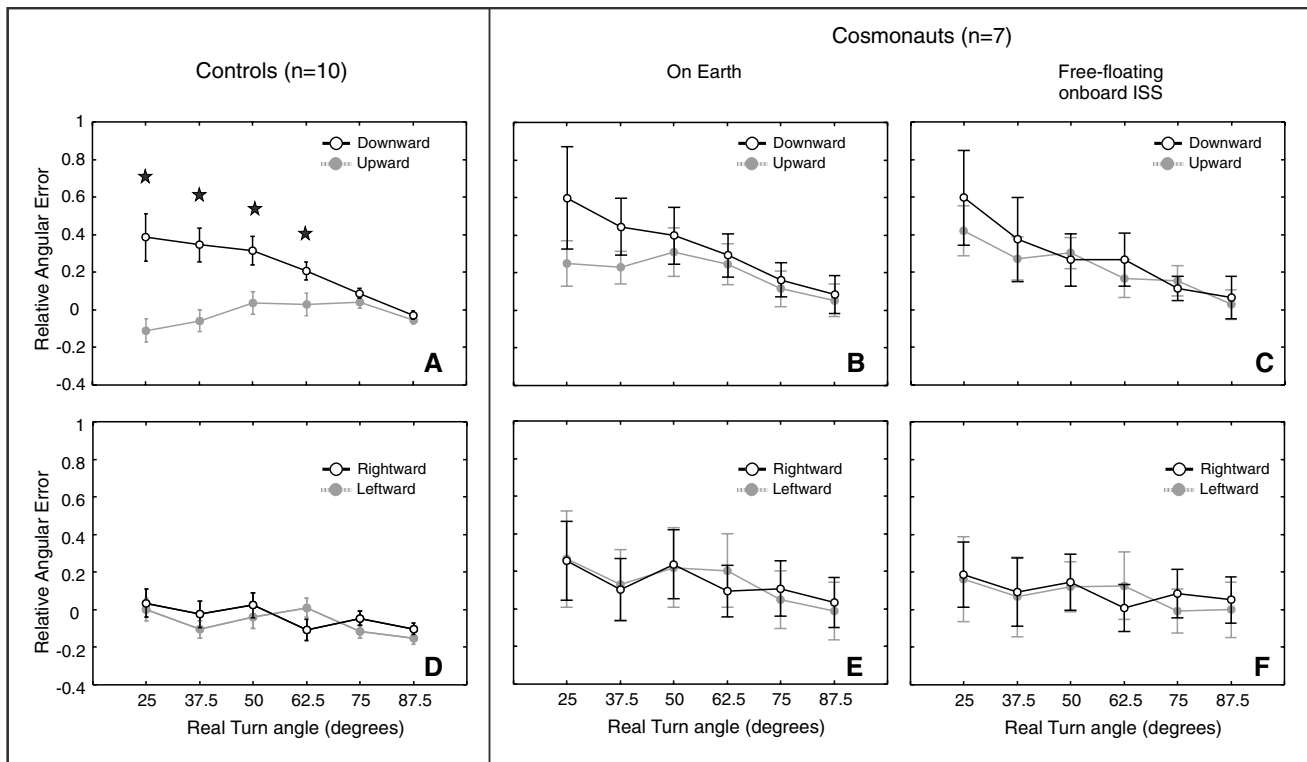 Cosmonauts (n=7)
Controls (n=10)
On Earth
Free-floating
onboard ISS
Relative Angular Error
1
0.8
0.6
0.4
0.2
0
-0.2
-0.4
Downward
Upward
A
Downward
Upward
B
Downward
Upward
C
Relative Angular Error
1
0.8
0.6
0.4
0.2
0
-0.2
-0.4
Rightward
Leftward
D
Rightward
Leftward
E
Rightward
Leftward
F
25 37.5 50 62.5 75 87.5
Real Turn angle (degrees)
25 37.5 50 62.5 75 87.5
Real Turn angle (degrees)
25 37.5 50 62.5 75 87.5
Real Turn angle (degrees)